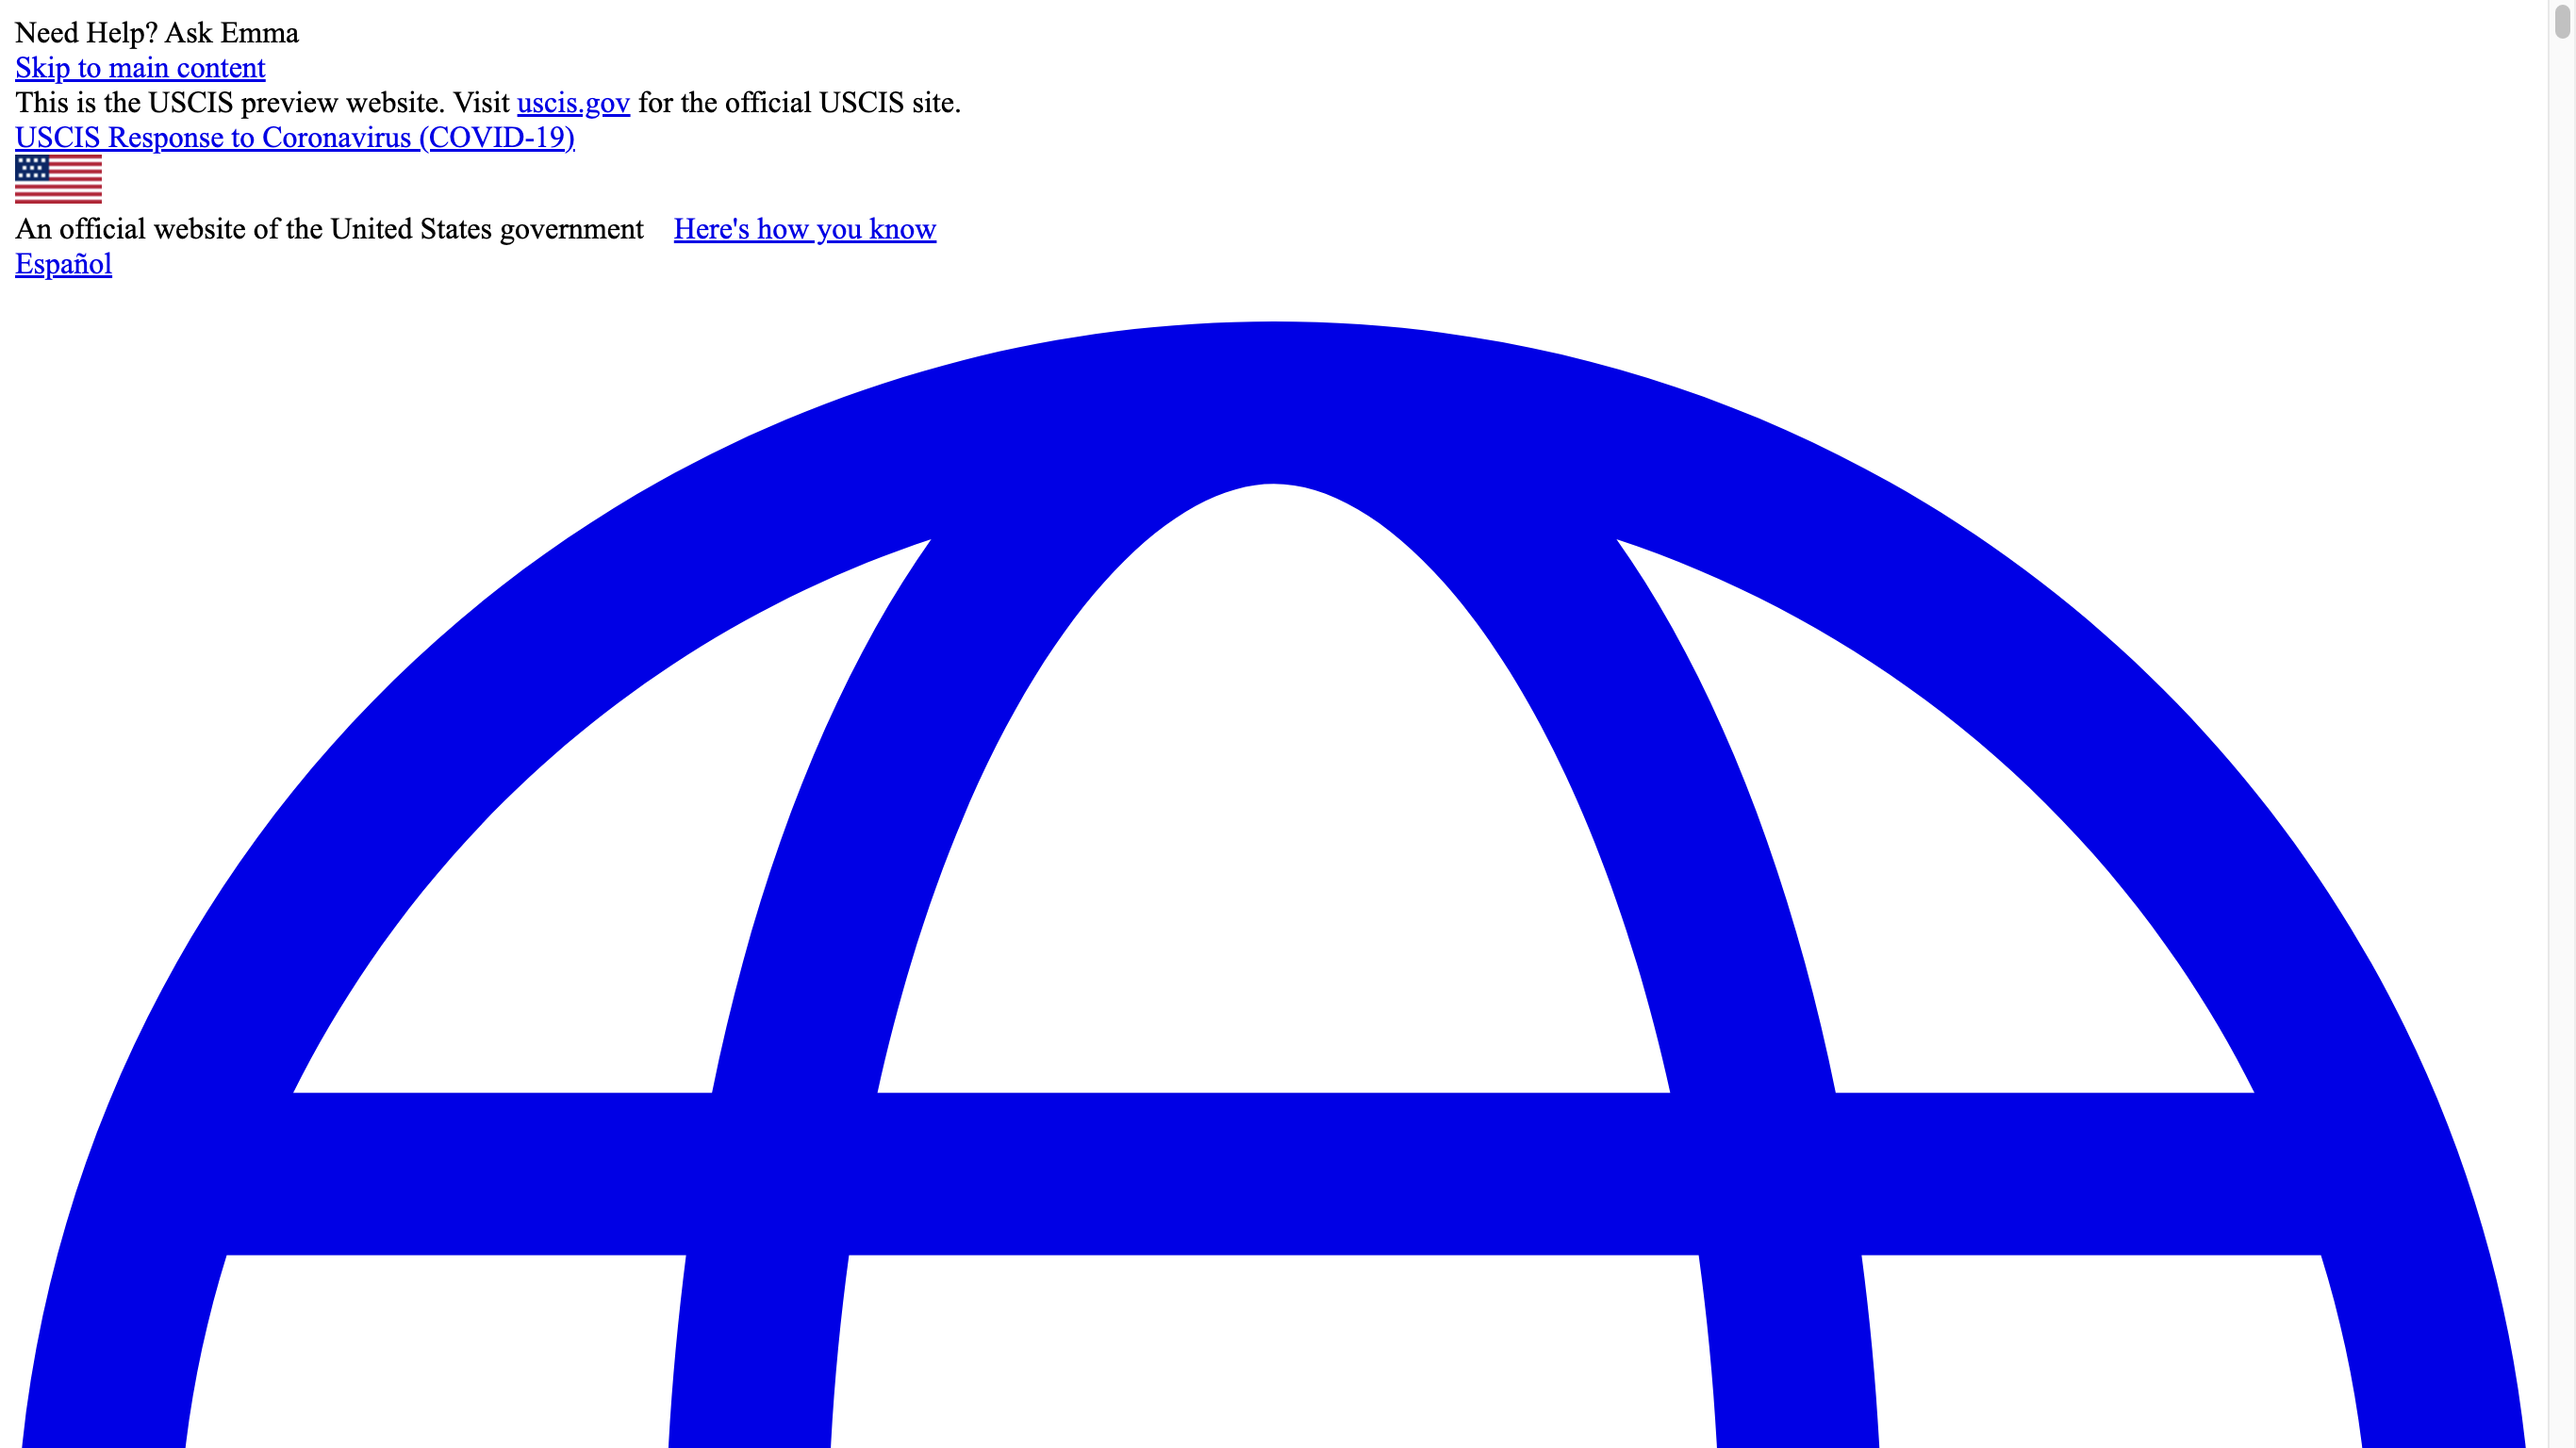 Need Help? Ask Emma
Skip to main content
This is the USCIS preview website. Visit uscis.gov for the official USCIS site.
USCIS Response to Coronavirus (COVID-19)
An official website of the United States government Here's how you know
Español